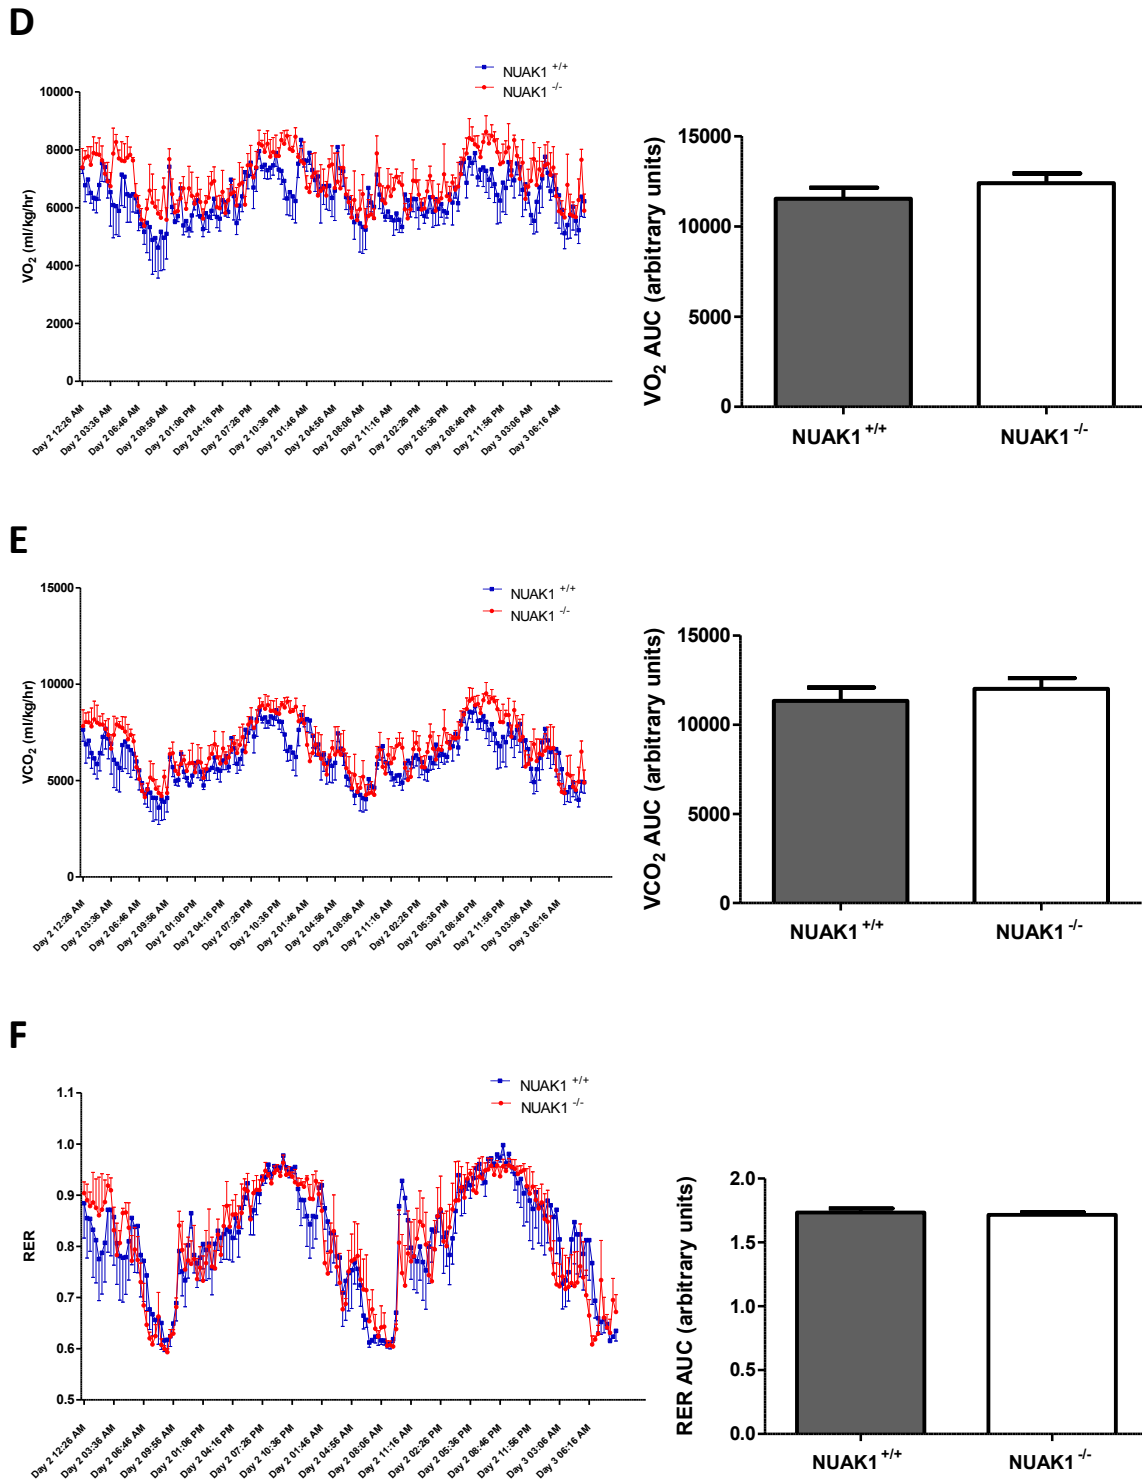 D
NUAK1 +/+
NUAK1 -/-
10000
8000
6000
4000
2000
0
VO2 (ml/kg/hr)
Day 2 12:26 AM
Day 2 03:36 AM
Day 2 06:46 AM
Day 2 09:56 AM
Day 2 01:06 PM
Day 2 04:16 PM
Day 2 07:26 PM
Day 2 10:36 PM
Day 2 01:46 AM
Day 2 04:56 AM
Day 2 08:06 AM
Day 2 11:16 AM
Day 2 02:26 PM
Day 2 05:36 PM
Day 2 08:46 PM
Day 2 11:56 PM
Day 3 03:06 AM
Day 3 06:16 AM
15000
10000
5000
0
VO2 AUC (arbitrary units)
NUAK1 +/+
NUAK1 -/-
E
NUAK1 +/+
NUAK1 -/-
15000
10000
5000
0
VCO2 (ml/kg/hr)
Day 2 12:26 AM
Day 2 03:36 AM
Day 2 06:46 AM
Day 2 09:56 AM
Day 2 01:06 PM
Day 2 04:16 PM
Day 2 07:26 PM
Day 2 10:36 PM
Day 2 01:46 AM
Day 2 04:56 AM
Day 2 08:06 AM
Day 2 11:16 AM
Day 2 02:26 PM
Day 2 05:36 PM
Day 2 08:46 PM
Day 2 11:56 PM
Day 3 03:06 AM
Day 3 06:16 AM
15000
10000
5000
0
VCO2 AUC (arbitrary units)
NUAK1 +/+
NUAK1 -/-
F
NUAK1 +/+
NUAK1 -/-
1.1
1.0
0.9
0.8
0.7
0.6
0.5
RER
Day 2 12:26 AM
Day 2 03:36 AM
Day 2 06:46 AM
Day 2 09:56 AM
Day 2 01:06 PM
Day 2 04:16 PM
Day 2 07:26 PM
Day 2 10:36 PM
Day 2 01:46 AM
Day 2 04:56 AM
Day 2 08:06 AM
Day 2 11:16 AM
Day 2 02:26 PM
Day 2 05:36 PM
Day 2 08:46 PM
Day 2 11:56 PM
Day 3 03:06 AM
Day 3 06:16 AM
2.0
1.5
1.0
0.5
0.0
RER AUC (arbitrary units)
NUAK1 +/+
NUAK1 -/-